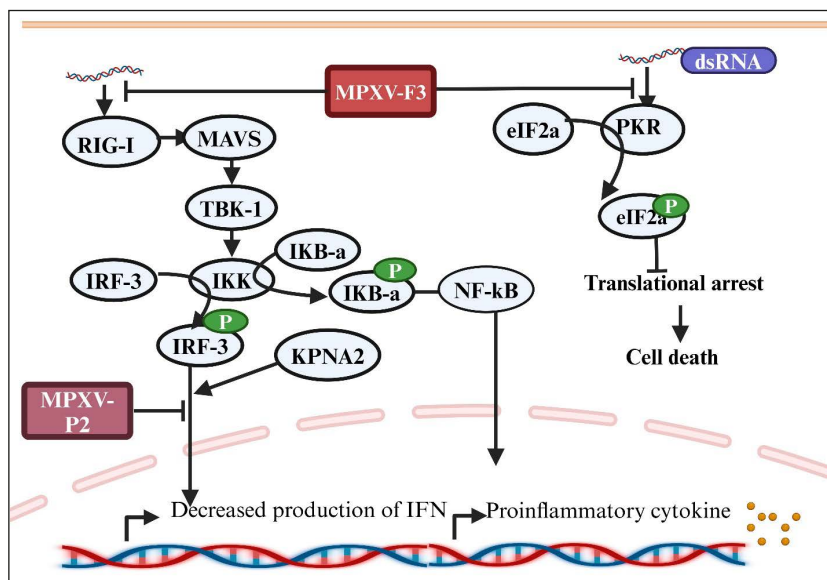 dsRNA
MPXV-F3
eIF2a
PKR
RIG-I
MAVS
TBK-1
eIF2a
P
IKB-a
IRF-3
IKK
P
IKB-a
NF-kB
Translational arrest
P
IRF-3
KPNA2
Cell death
MPXV-
P2
Decreased production of IFN
Proinflammatory cytokine